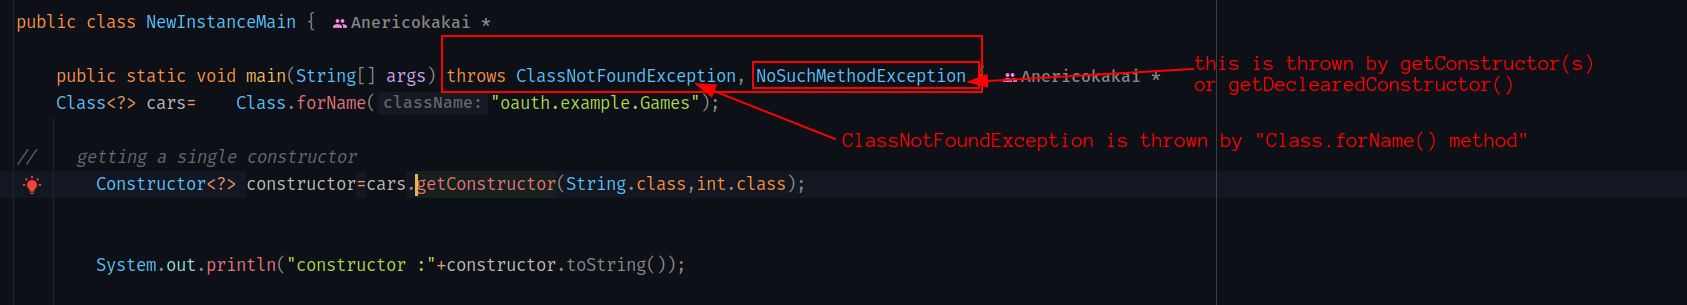 public class NewInstanceMain { Anericokakai *
public static void main(String[] args) throws ClassNotFoundException, NoSuchMethodException { Anericokakai *
this is thrown by getConstructor(s)
or getDeclearedConstructor()
Class<?> cars= Class.forName( className: "oauth.example.Games");
ClassNotFoundException is thrown by "Class.forName() method"
// getting a single constructor
Constructor<?> constructor=cars.getConstructor(String.class,int.class);
System.out.println("constructor :"+constructor.toString());